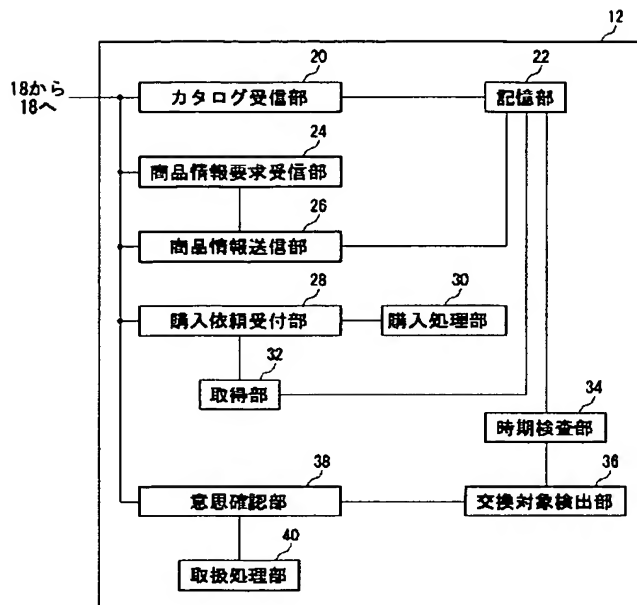 12
18から
18へ
20
カタログ受信部
22
記憶部
24
商品情報要求受信部
26
商品情報送信部
28
購入依頼受付部
30
購入処理部
32
取得部
34
時期検査部
38
意思確認部
36
交換対象検出部
40
取扱処理部